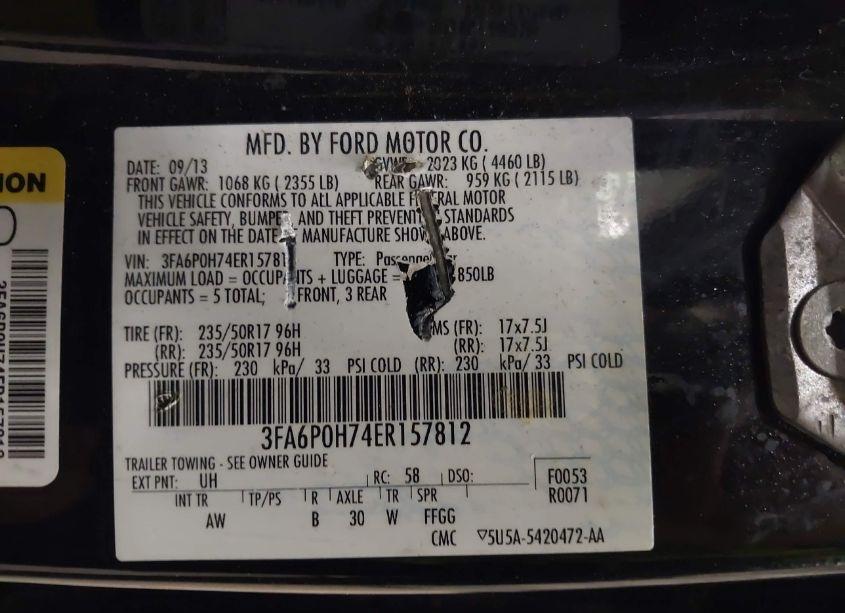 MFD. BY FORD MOTOR CO.
DATE: 09/13 2023 KG ( 4460 LB)
FRONT GAWR: 1068 KG ( 2355 LB) REAR GAWR: 959 KG ( 2115 LB)
THIS VEHICLE CONFORMS TO ALL APPLICABLE MOTOR
VEHICLE SAFETY, AND THEFT STANDARDS
IN EFFECT ON THE DATE MANUFACTURE ABOVE.
VIN: 3FA6P0H74ER15781 TYPE:
MAXIMUM LOAD = + LUGGAGE = 850LB
OCCUPANTS = 5 TOTAL; FRONT, 3 REAR
TIRE (FR): 235/50R17 96H (FR): 17x7.5J
(RR): 235/50R17 96H (RR): 17x7.5J
PRESSURE (FR): 230 kPa/ 33 PSI COLD (RR): 230 kPa/ 33 PSI COLD
3FA6P0H74ER157812
TRAILER TOWING - SEE OWNER GUIDE
EXT PNT: UH RC: 58 DSO: F0053
R0071
INT TR TP/PS R AXLE TR SPR
AW B 30 W FFGG
CMC ▽5U5A-5420472-AA
ION